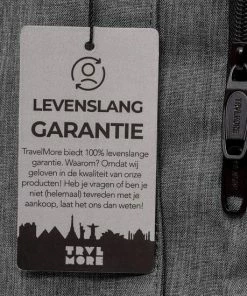 LEVENSLANG
GARANTIE
TravelMore biedt 100% levenslange
garantie. Waarom? Omdat wij
geloven in de kwaliteit van onze
producten! Heb je vragen of ben je
niet (helemaal) tevreden met je
aankoop, laat het ons dan weten!
TRVL
MORE